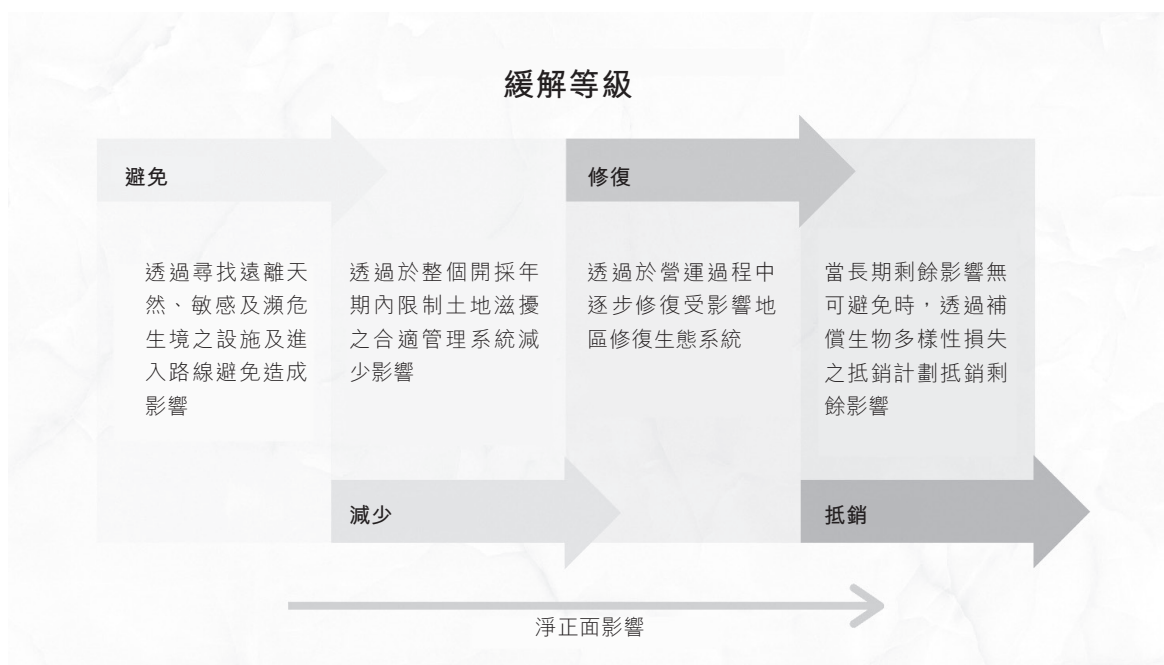 緩解等級
避免
透過尋找遠離天
然、敏感及瀕危
生境之設施及進
入路線避免造成
影響
透過於整個開採年
期內限制土地滋擾
之合適管理系統減
少影響
減少
修復
透過於營運過程中
逐步修復受影響地
區修復生態系統
當長期剩餘影響無
可避免時，透過補
償生物多樣性損失
之抵銷計劃抵銷剩
餘影響
抵銷
淨正面影響